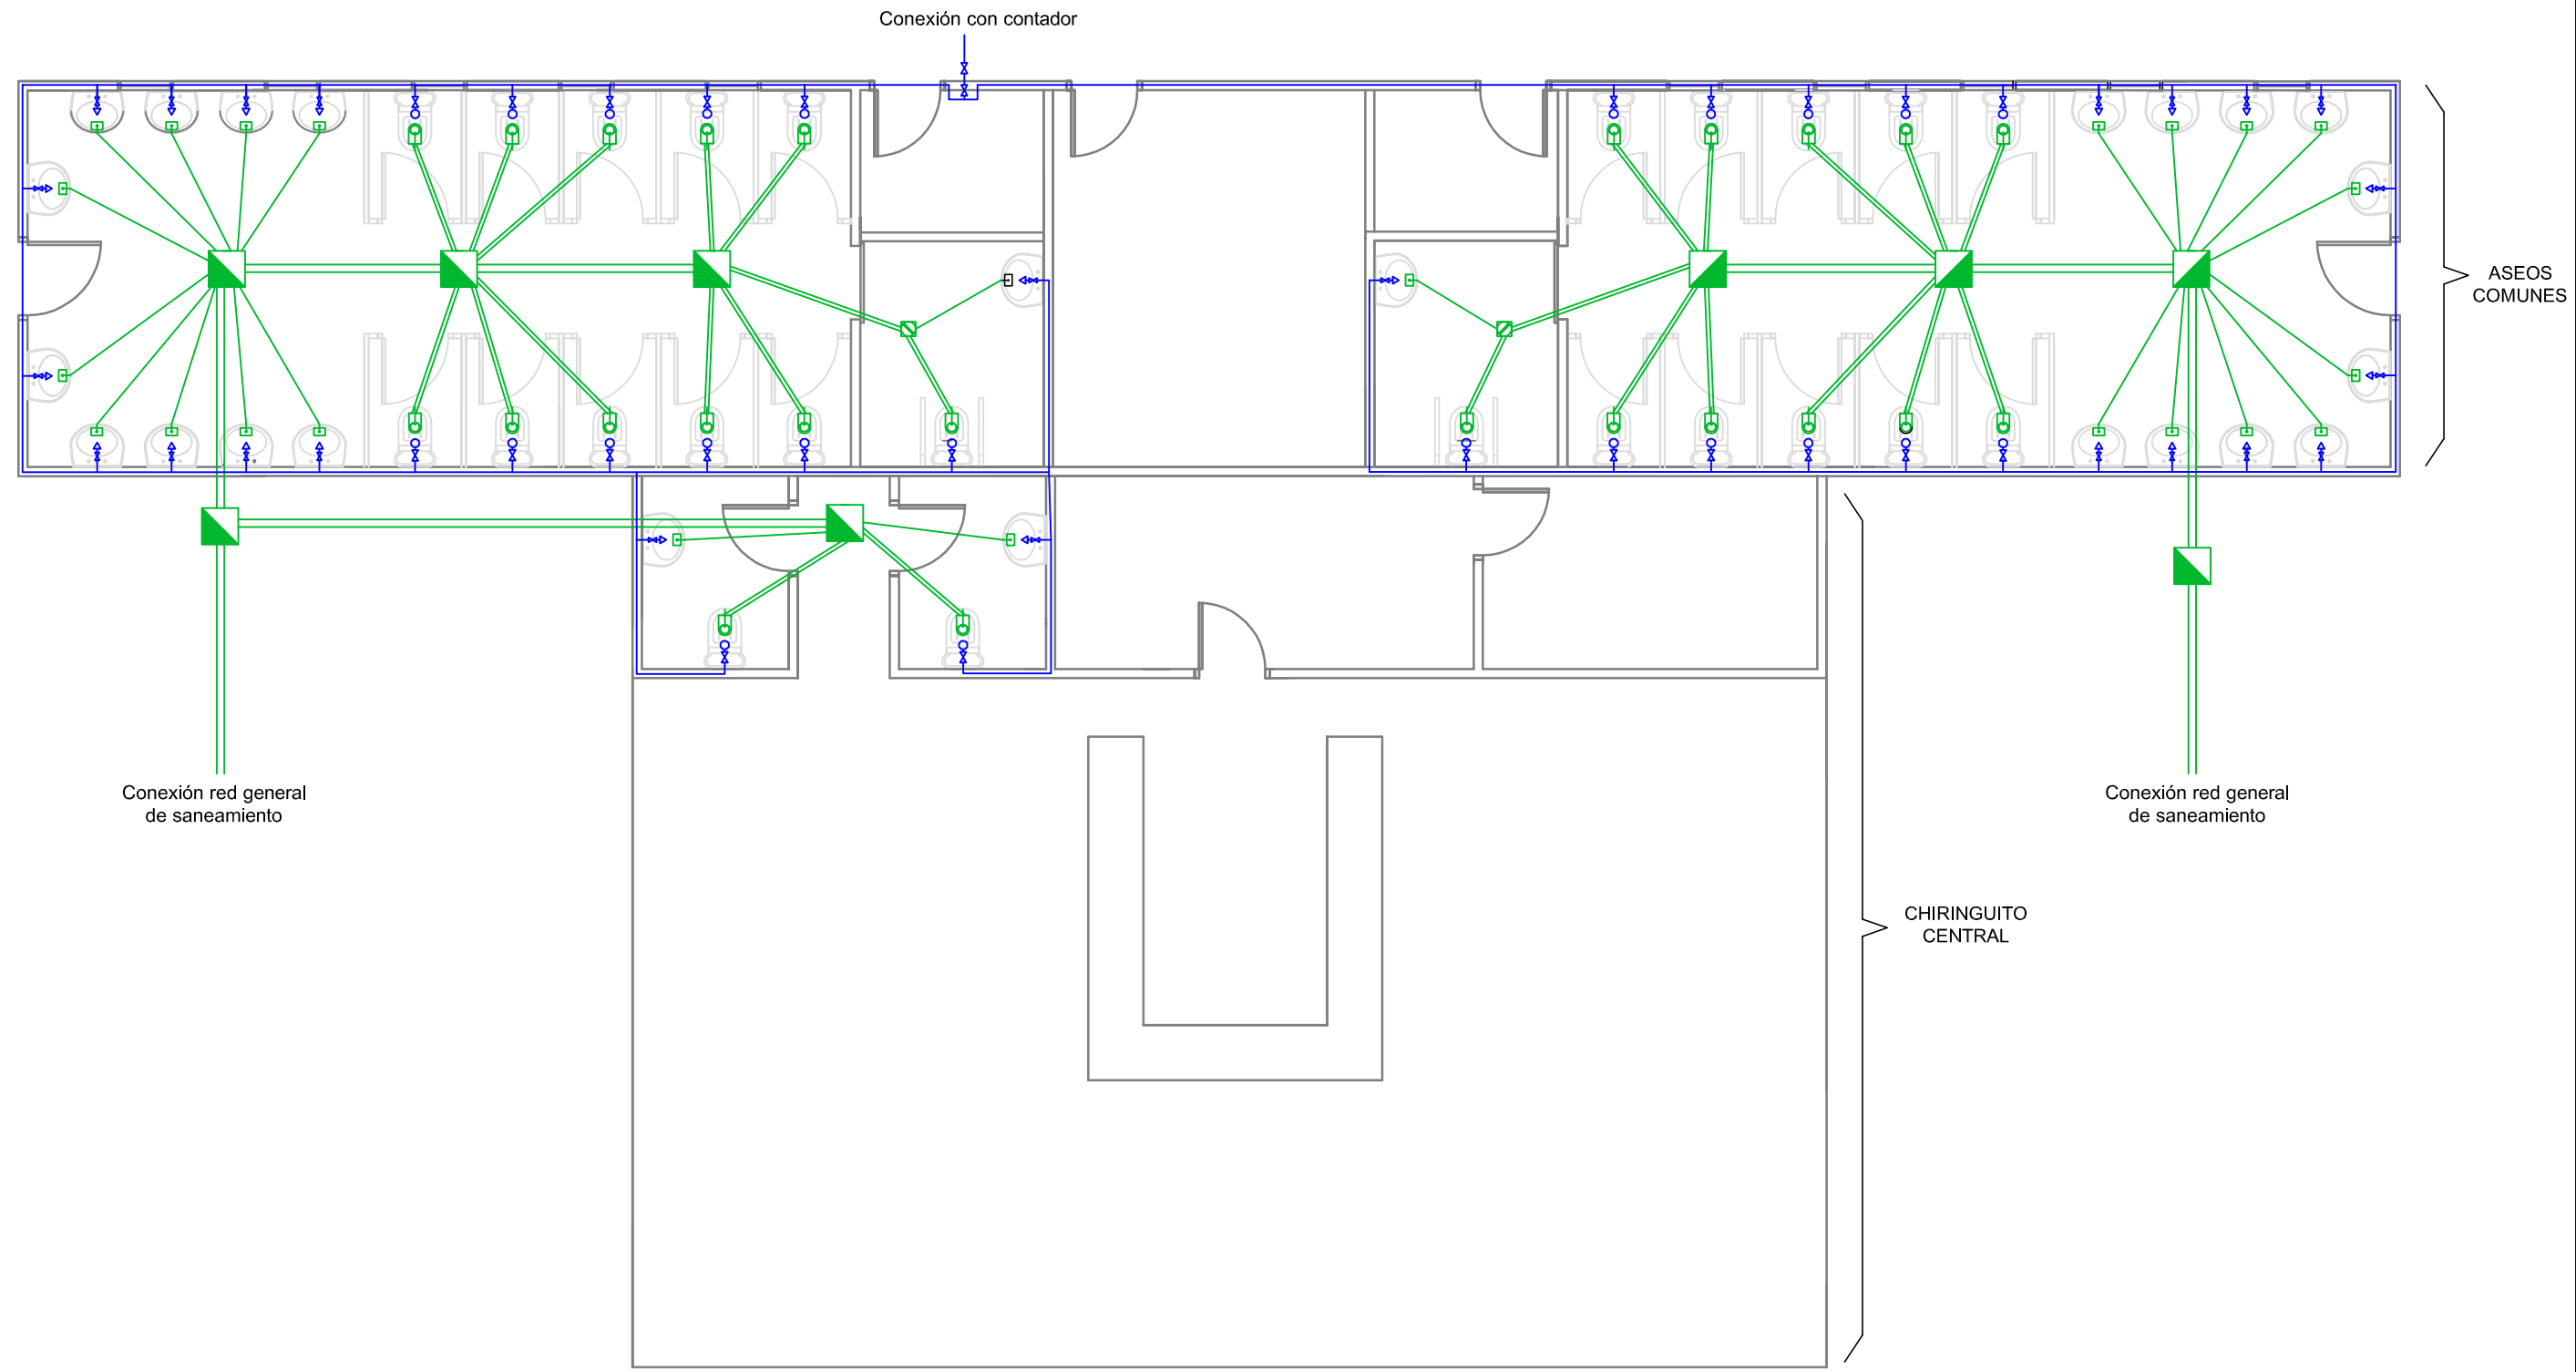 Conexión con contador
ASEOS
COMUNES
Conexión red general
de saneamiento
Conexión red general
de saneamiento
CHIRINGUITO
CENTRAL